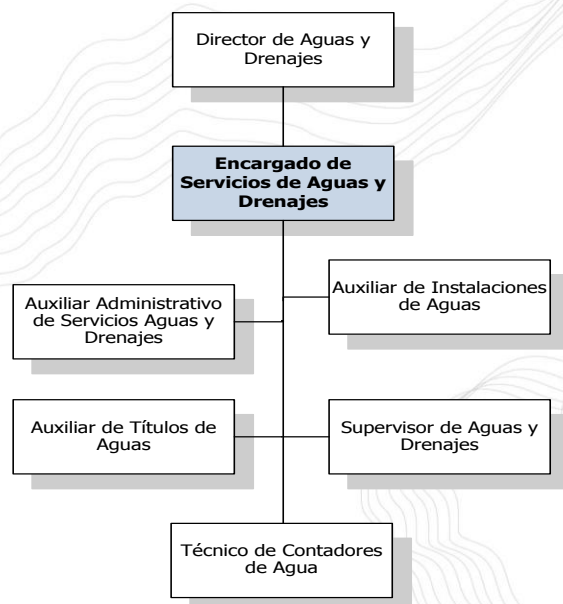 Director de Aguas y
Drenajes
Encargado de
Servicios de Aguas y
Drenajes
Auxiliar Administrativo
de Servicios Aguas y
Drenajes
Auxiliar de Instalaciones
de Aguas
Auxiliar de Títulos de
Aguas
Supervisor de Aguas y
Drenajes
Técnico de Contadores
de Agua